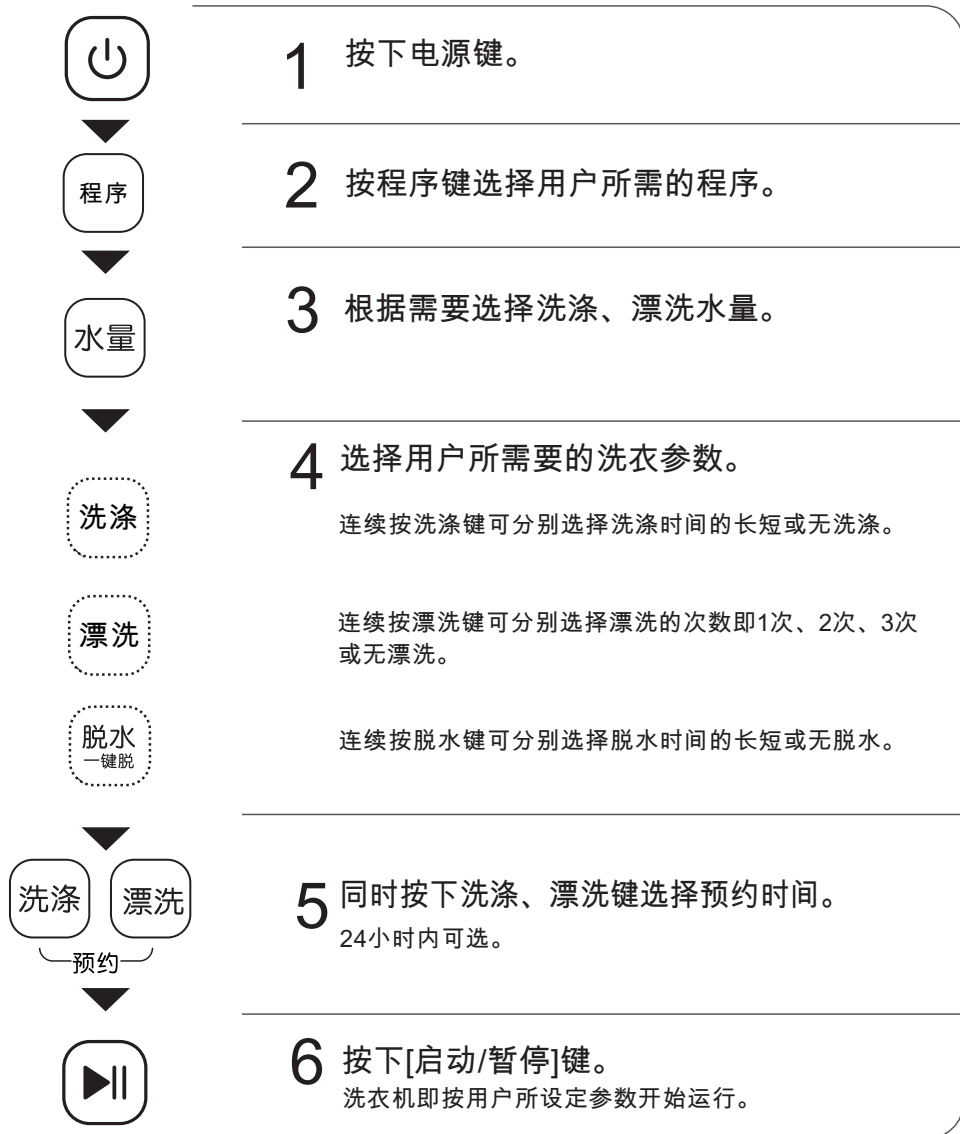 1 按下电源键。
程序
2 按程序键选择用户所需的程序。
水量
3 根据需要选择洗涤、漂洗水量。
4 选择用户所需要的洗衣参数。
洗涤
连续按洗涤键可分别选择洗涤时间的长短或无洗涤。
漂洗
连续按漂洗键可分别选择漂洗的次数即1次、2次、3次
或无漂洗。
脱水
一键脱
连续按脱水键可分别选择脱水时间的长短或无脱水。
洗涤 漂洗
预约
5 同时按下洗涤、漂洗键选择预约时间。
24小时内可选。
6 按下[启动/暂停]键。
洗衣机即按用户所设定参数开始运行。